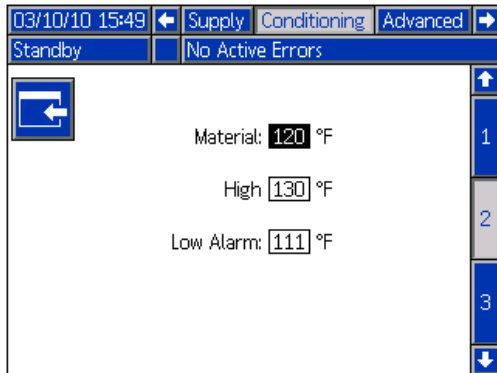 03/10/10 15:49 Supply Conditioning Advanced
Standby No Active Errors
Material: 120 °F
1
High 130 °F
2
Low Alarm: 111 °F
3